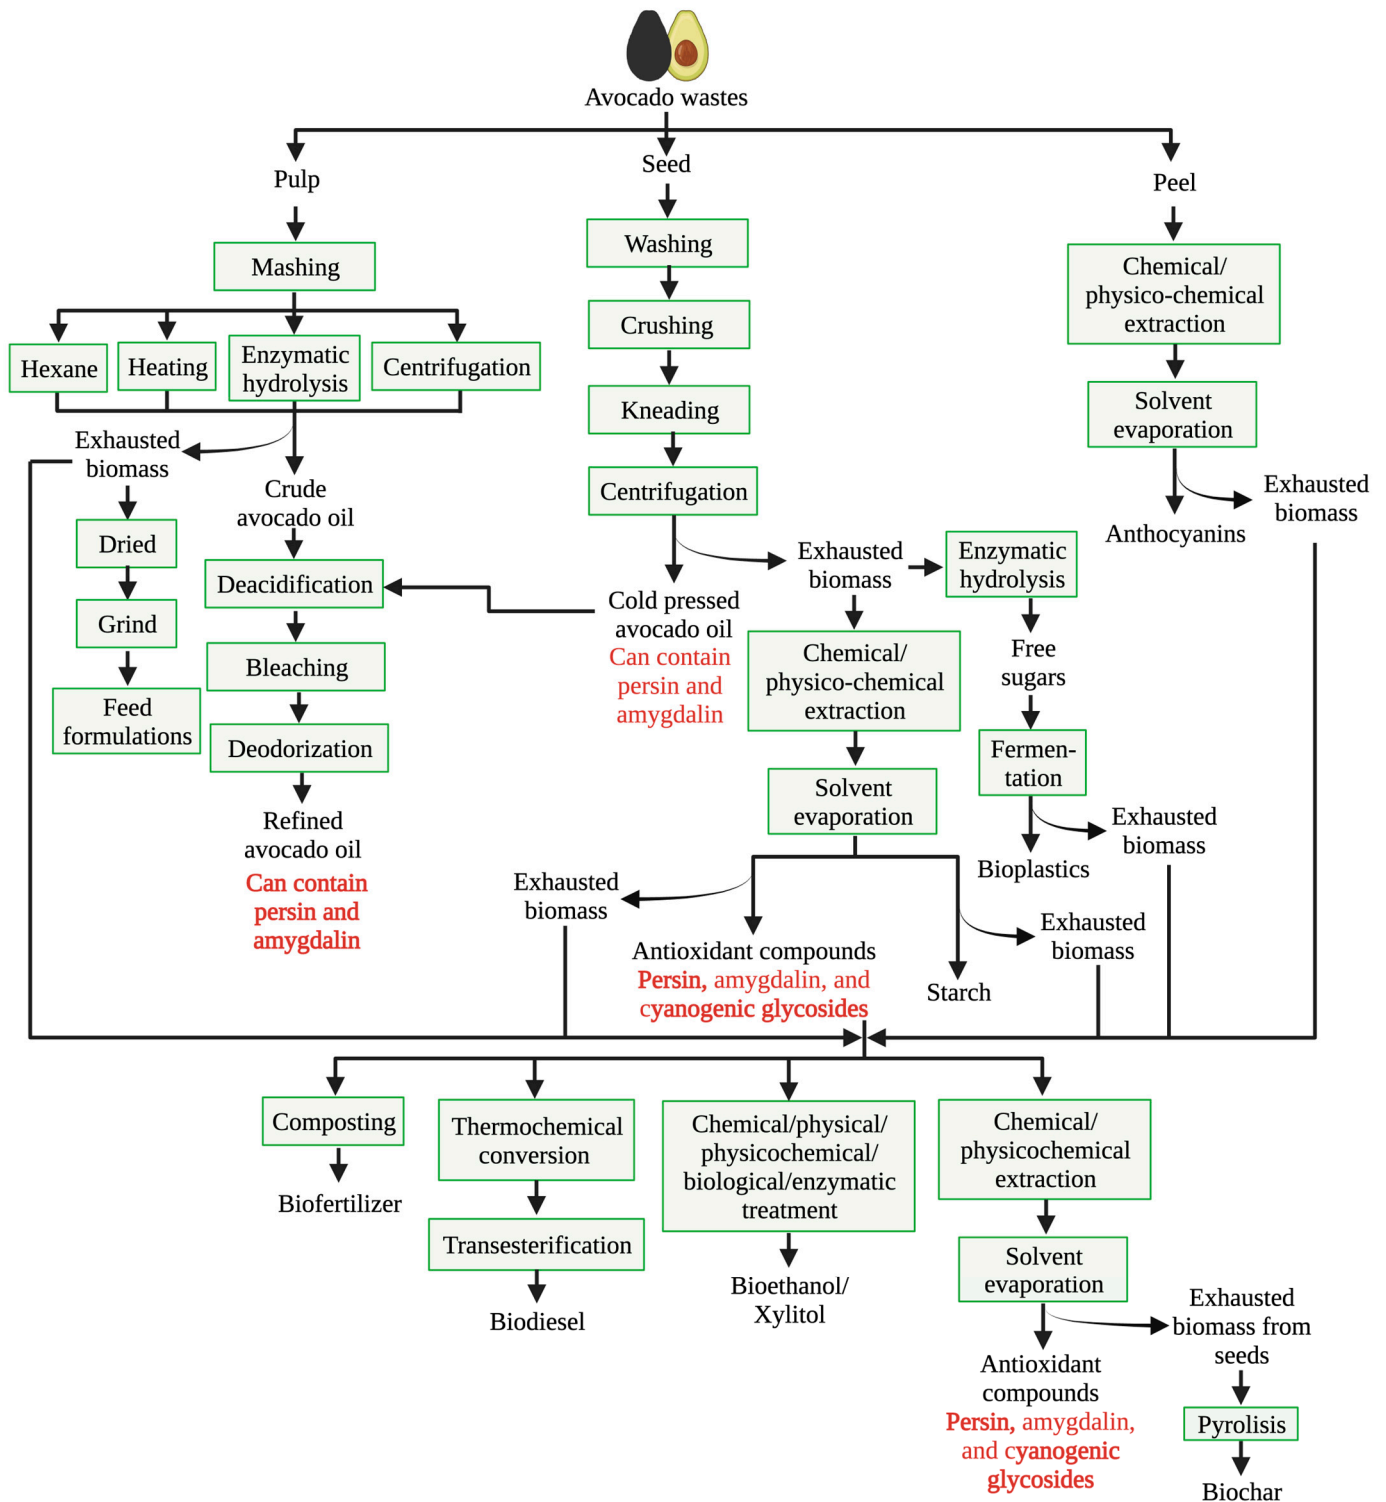 Avocado wastes
Pulp
Seed
Peel
Mashing
Hexane
Heating
Enzymatic
hydrolysis
Centrifugation
Exhausted
biomass
Dried
Grind
Feed
formulations
Crude
avocado oil
Deacidification
Bleaching
Deodorization
Refined
avocado oil
Can contain
persin and
amygdalin
Washing
Crushing
Kneading
Centrifugation
Cold pressed
avocado oil
Can contain
persin and
amygdalin
Exhausted
biomass
Chemical/
physico-chemical
extraction
Solvent
evaporation
Exhausted
biomass
Antioxidant compounds
Persin, amygdalin, and
cyanogenic glycosides
Starch
Exhausted
biomass
Enzymatic
hydrolysis
Free
sugars
Fermen-
tation
Bioplastics
Exhausted
biomass
Chemical/
physico-chemical
extraction
Solvent
evaporation
Anthocyanins
Exhausted
biomass
Composting
Biofertilizer
Thermochemical
conversion
Transesterification
Biodiesel
Chemical/physical/
physicochemical/
biological/enzymatic
treatment
Bioethanol/
Xylitol
Chemical/
physicochemical
extraction
Solvent
evaporation
Antioxidant
compounds
Persin, amygdalin,
and cyanogenic
glycosides
Exhausted
biomass from
seeds
Pyrolisis
Biochar